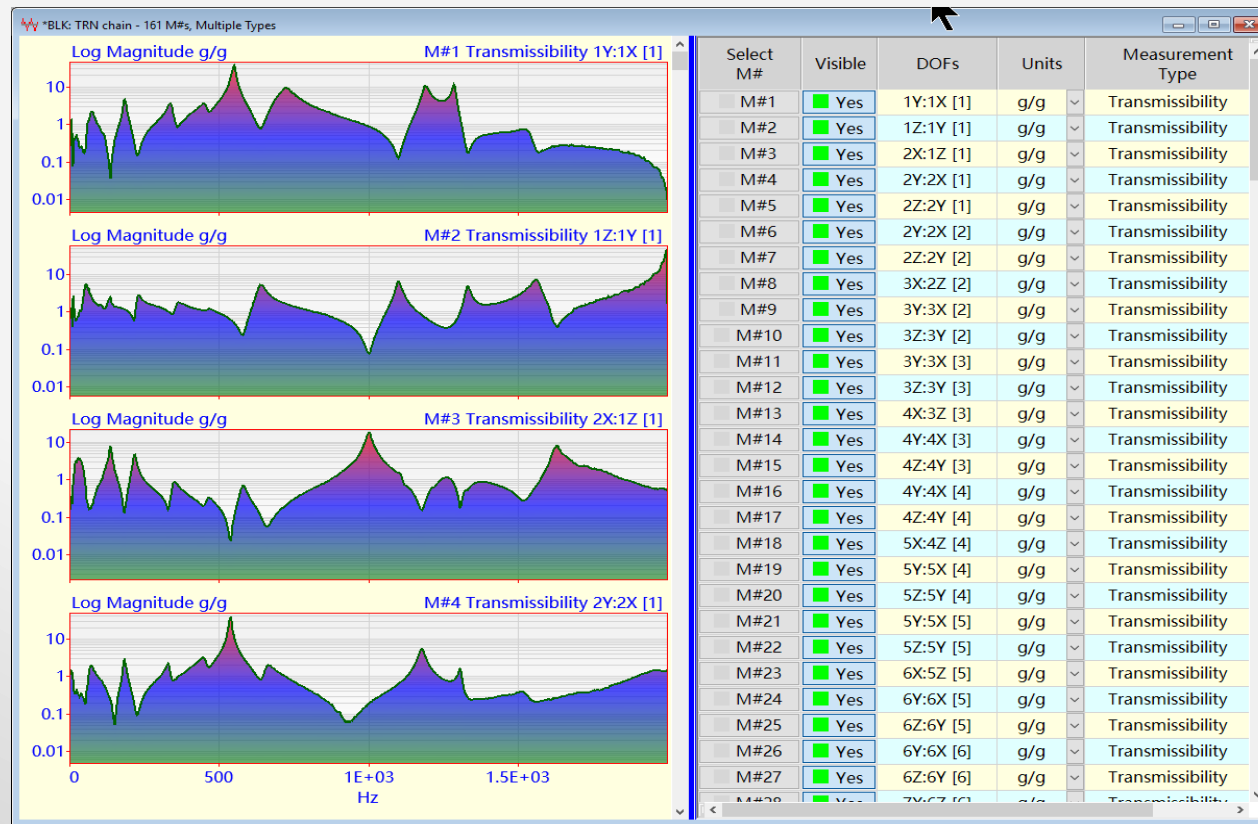 *BLK: TRN chain - 161 M#s, Multiple Types
Log Magnitude g/g M#1 Transmissibility 1Y:1X [1]
10
1
0.1
0.01
Log Magnitude g/g M#2 Transmissibility 1Z:1Y [1]
10
1
0.1
0.01
Log Magnitude g/g M#3 Transmissibility 2X:1Z [1]
10
1
0.1
0.01
Log Magnitude g/g M#4 Transmissibility 2Y:2X [1]
10
1
0.1
0.01
0 500 1E+03 1.5E+03
Hz
Select M# Visible DOFs Units Measurement Type
M#1 Yes 1Y:1X [1] g/g Transmissibility
M#2 Yes 1Z:1Y [1] g/g Transmissibility
M#3 Yes 2X:1Z [1] g/g Transmissibility
M#4 Yes 2Y:2X [1] g/g Transmissibility
M#5 Yes 2Z:2Y [1] g/g Transmissibility
M#6 Yes 2Y:2X [2] g/g Transmissibility
M#7 Yes 2Z:2Y [2] g/g Transmissibility
M#8 Yes 3X:2Z [2] g/g Transmissibility
M#9 Yes 3Y:3X [2] g/g Transmissibility
M#10 Yes 3Z:3Y [2] g/g Transmissibility
M#11 Yes 3Y:3X [3] g/g Transmissibility
M#12 Yes 3Z:3Y [3] g/g Transmissibility
M#13 Yes 4X:3Z [3] g/g Transmissibility
M#14 Yes 4Y:4X [3] g/g Transmissibility
M#15 Yes 4Z:4Y [3] g/g Transmissibility
M#16 Yes 4Y:4X [4] g/g Transmissibility
M#17 Yes 4Z:4Y [4] g/g Transmissibility
M#18 Yes 5X:4Z [4] g/g Transmissibility
M#19 Yes 5Y:5X [4] g/g Transmissibility
M#20 Yes 5Z:5Y [4] g/g Transmissibility
M#21 Yes 5Y:5X [5] g/g Transmissibility
M#22 Yes 5Z:5Y [5] g/g Transmissibility
M#23 Yes 6X:5Z [5] g/g Transmissibility
M#24 Yes 6Y:6X [5] g/g Transmissibility
M#25 Yes 6Z:6Y [5] g/g Transmissibility
M#26 Yes 6Y:6X [6] g/g Transmissibility
M#27 Yes 6Z:6Y [6] g/g Transmissibility
M#28 Yes 7X:6Z [6] g/g Transmissibility